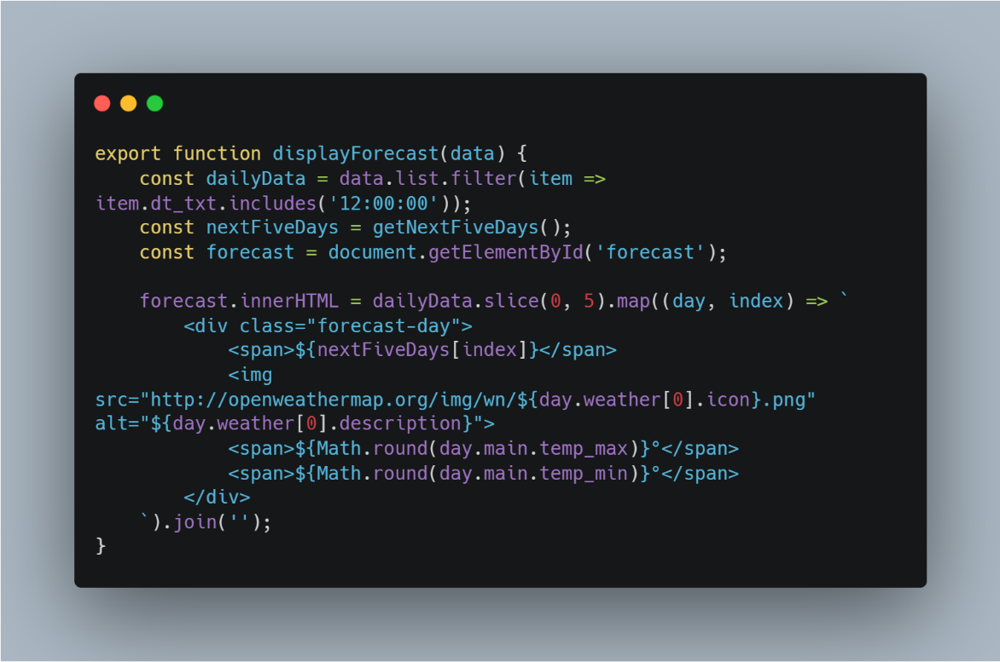 export function displayForecast(data) {
    const dailyData = data.list.filter(item =>
item.dt_txt.includes('12:00:00'));
    const nextFiveDays = getNextFiveDays();
    const forecast = document.getElementById('forecast');

    forecast.innerHTML = dailyData.slice(0, 5).map((day, index) => `
        <div class="forecast-day">
            <span>${nextFiveDays[index]}</span>
            <img
src="http://openweathermap.org/img/wn/${day.weather[0].icon}.png"
alt="${day.weather[0].description}">
            <span>${Math.round(day.main.temp_max)}°</span>
            <span>${Math.round(day.main.temp_min)}°</span>
        </div>
    `).join('');
}